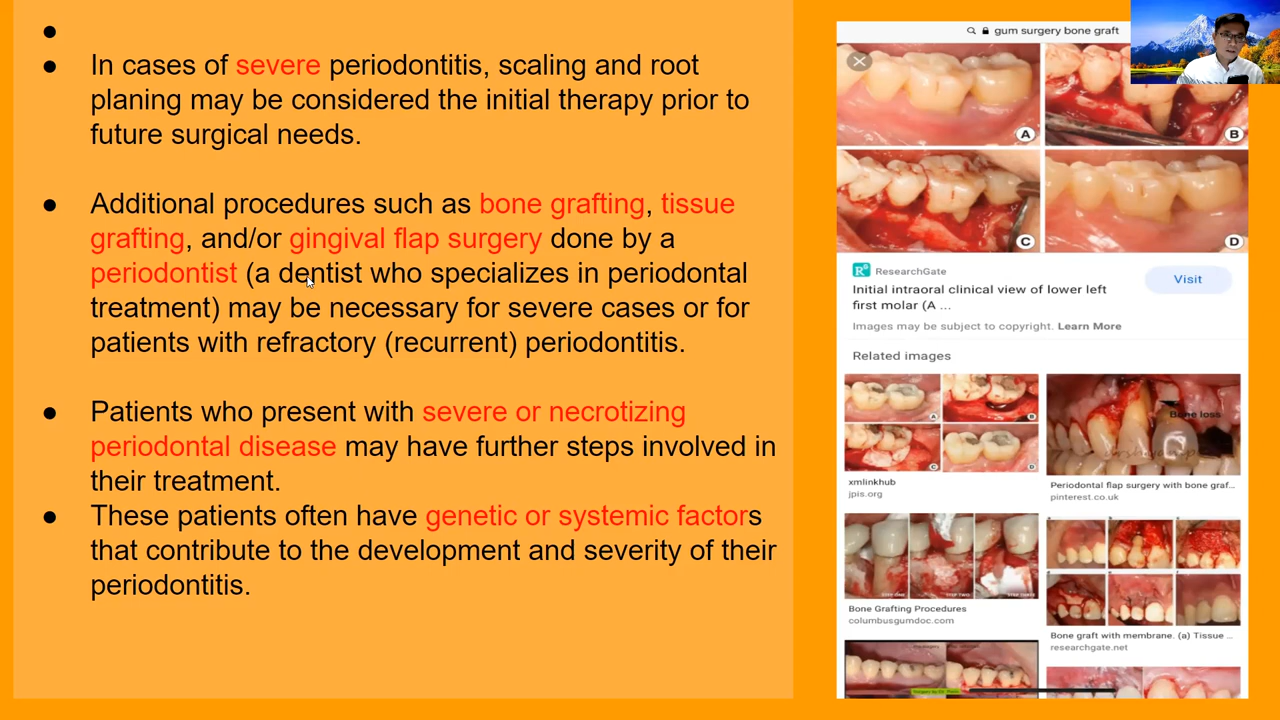 ● 
● In cases of severe periodontitis, scaling and root
planing may be considered the initial therapy prior to
future surgical needs.
● Additional procedures such as bone grafting, tissue
grafting, and/or gingival flap surgery done by a
periodontist (a dentist who specializes in periodontal
treatment) may be necessary for severe cases or for
patients with refractory (recurrent) periodontitis.
● Patients who present with severe or necrotizing
periodontal disease may have further steps involved in
their treatment.
● These patients often have genetic or systemic factors
that contribute to the development and severity of their
periodontitis.
gum surgery bone graft
A
B
C
D
R⁶ ResearchGate
Visit
Initial intraoral clinical view of lower left
first molar (A ...
Images may be subject to copyright. Learn More
Related images
A
B
C
D
xmlinkhub
jpis.org
Bone loss
Periodontal flap surgery with bone graf...
pinterest.co.uk
STEP ONE
STEP TWO
STEP THREE
Bone Grafting Procedures
columbusgumdoc.com
Bone graft with membrane. (a) Tissue ...
researchgate.net